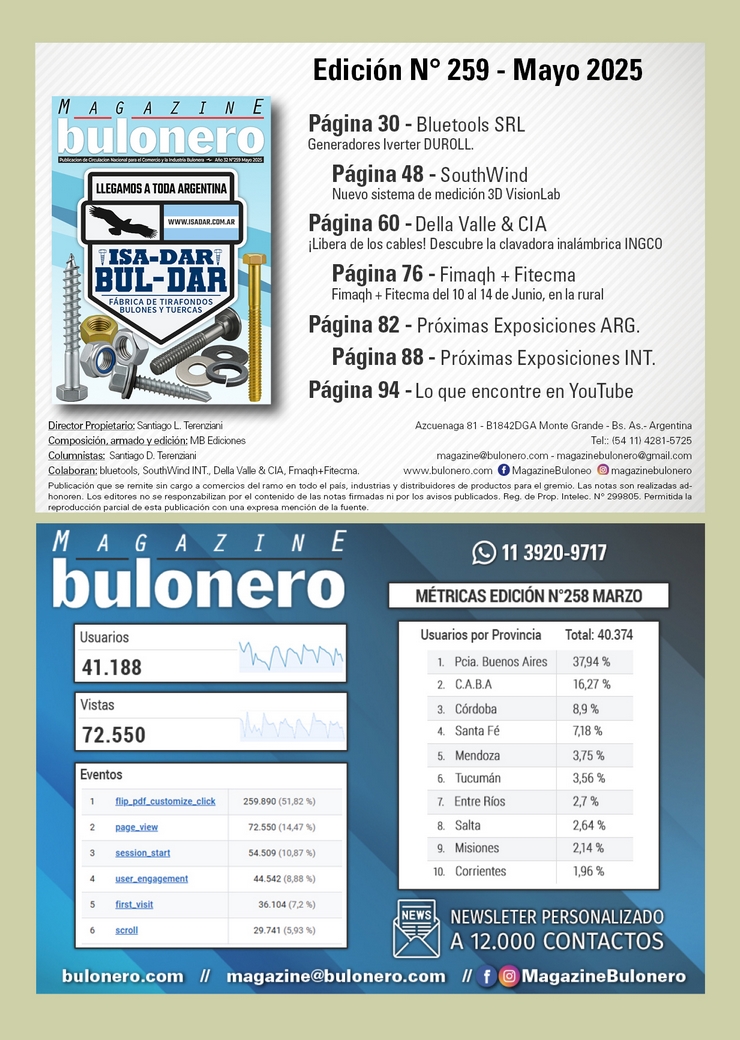 Edición N° 259 - Mayo 2025
MAGAZINE
bulonero
Publicacion de Circulacion Nacional para el Comercio y la Industria Bulonera Año 32 N°259 Mayo 2025
LLEGAMOS A TODA ARGENTINA
WWW.ISADAR.COM.AR
ISA-DAR
BUL-DAR
FÁBRICA DE TIRAFONDOS
BULONES Y TUERCAS
Página 30 - Bluetools SRL
Generadores Iverter DUROLL.
Página 48 - SouthWind
Nuevo sistema de medición 3D VisionLab
Página 60 - Della Valle & CIA
¡Libera de los cables! Descubre la clavadora inalámbrica INGCO
Página 76 - Fimaqh + Fitecma
Fimaqh + Fitecma del 10 al 14 de Junio, en la rural
Página 82 - Próximas Exposiciones ARG.
Página 88 - Próximas Exposiciones INT.
Página 94 - Lo que encontre en YouTube
Director Propietario: Santiago L. Terenziani
Composición, armado y edición: MB Ediciones
Columnistas: Santiago D. Terenziani
Colaboran: bluetools, SouthWind INT., Della Valle & CIA, Fmaqh+Fitecma.
Azcuenaga 81 - B1842DGA Monte Grande - Bs. As.- Argentina
Tel:: (54 11) 4281-5725
magazine@bulonero.com - magazinebulonero@gmail.com
www.bulonero.com MagazineBuloneo magazinebulonero
Publicación que se remite sin cargo a comercios del ramo en todo el país, industrias y distribuidores de productos para el gremio. Las notas son realizadas ad-
honoren. Los editores no se responzabilizan por el contenido de las notas firmadas ni por los avisos publicados. Reg. de Prop. Intelec. N° 299805. Permitida la
reproducción parcial de esta publicación con una expresa mención de la fuente.
MAGAZINE
bulonero
Usuarios
41.188
Vistas
72.550
Eventos
1 flip_pdf_customize_click 259.890 (51,82 %)
2 page_view 72.550 (14,47 %)
3 session_start 54.509 (10,87 %)
4 user_engagement 44.542 (8,88 %)
5 first_visit 36.104 (7,2 %)
6 scroll 29.741 (5,93 %)
11 3920-9717
MÉTRICAS EDICIÓN N°258 MARZO
Usuarios por Provincia Total: 40.374
1. Pcia. Buenos Aires 37,94 %
2. C.A.B.A 16,27 %
3. Córdoba 8,9 %
4. Santa Fé 7,18 %
5. Mendoza 3,75 %
6. Tucumán 3,56 %
7. Entre Ríos 2,7 %
8. Salta 2,64 %
9. Misiones 2,14 %
10. Corrientes 1,96 %
NEWS
NEWSLETER PERSONALIZADO
A 12.000 CONTACTOS
bulonero.com // magazine@bulonero.com // MagazineBulonero